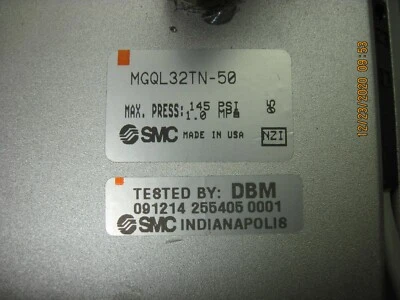 MGQL32TN-50
MAX. PRESS: 145 PSI
1.0 MPa
05
SMC MADE IN USA NZI
TESTED BY: DBM
091214 255405 0001
SMC INDIANAPOLIS
12/23/2020 09:53